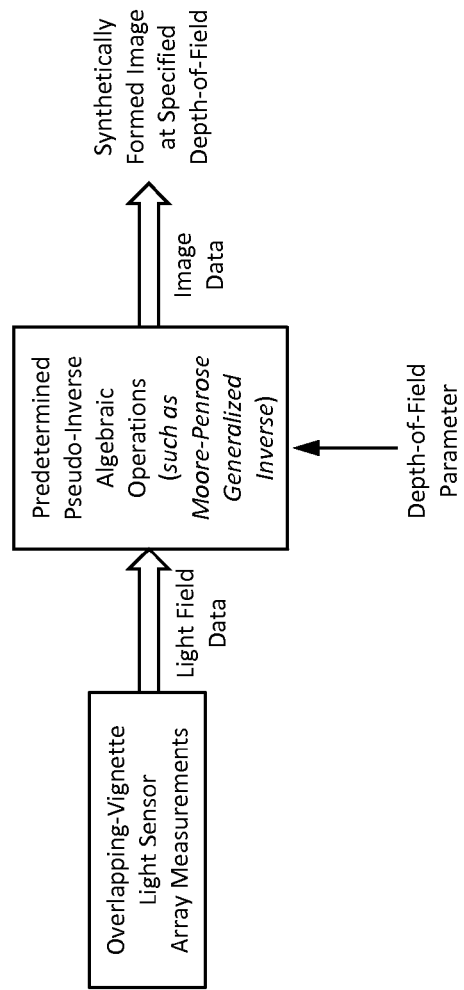 Overlapping-Vignette
Light Sensor
Array Measurements
Light Field
Data
Predetermined
Pseudo-Inverse
Algebraic
Operations
(such as
Moore-Penrose
Generalized
Inverse)
Depth-of-Field
Parameter
Image
Data
Synthetically
Formed Image
at Specified
Depth-of-Field